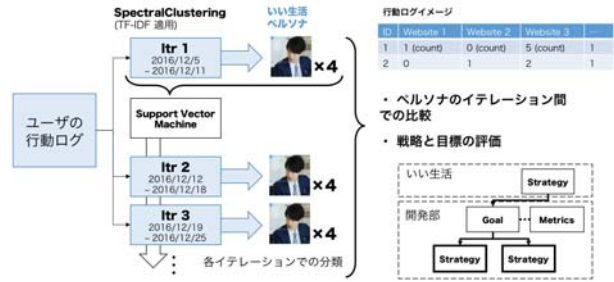 SpectralClustering
(TF-IDF 適用)
いい生活
ペルソナ
Itr 1
2016/12/5
~ 2016/12/11
×4
Support Vector
Machine
ユーザの
行動ログ
Itr 2
2016/12/12
~ 2016/12/18
×4
Itr 3
2016/12/19
~ 2016/12/25
×4
各イテレーションでの分類
行動ログイメージ
ID Website 1 Website 2 Website 3 …
1 1 (count) 0 (count) 5 (count) 1
2 0 1 2 1
・ ペルソナのイテレーション間
での比較
・ 戦略と目標の評価
いい生活
Strategy
開発部
Goal Metrics
Strategy Strategy